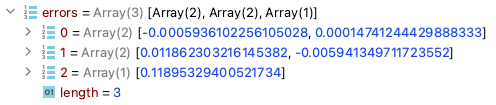 errors = Array(3) [Array(2), Array(2), Array(1)]
0 = Array(2) [-0.0005936102256105028, 0.00014741244429888333]
1 = Array(2) [0.011862303216145382, -0.005941349711723552]
2 = Array(1) [0.11895329400521734]
01 length = 3